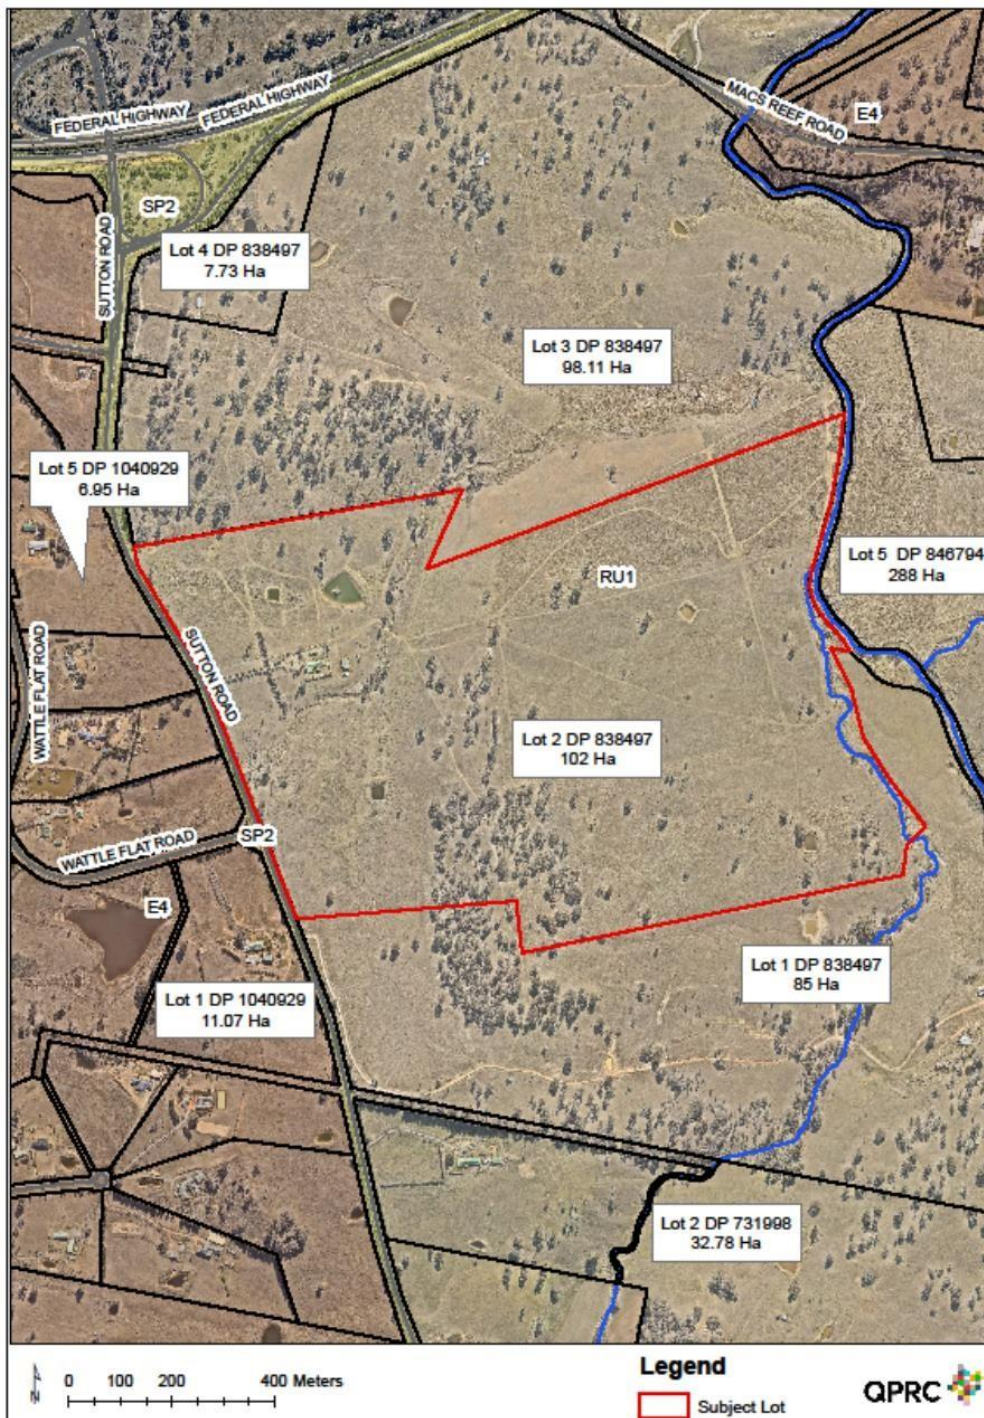 FEDERAL HIGHWAY
FEDERAL HIGHWAY
MACS REEF ROAD
E4
SP2
SUTTON ROAD
Lot 4 DP 838497
7.73 Ha
Lot 3 DP 838497
98.11 Ha
Lot 5 DP 1040929
6.95 Ha
Lot 5 DP 846794
288 Ha
RU1
SUTTON ROAD
WATTLE FLAT ROAD
Lot 2 DP 838497
102 Ha
SP2
WATTLE FLAT ROAD
E4
Lot 1 DP 838497
85 Ha
Lot 1 DP 1040929
11.07 Ha
Lot 2 DP 731998
32.78 Ha
N
0 100 200 400 Meters
Legend
Subject Lot
QPRC